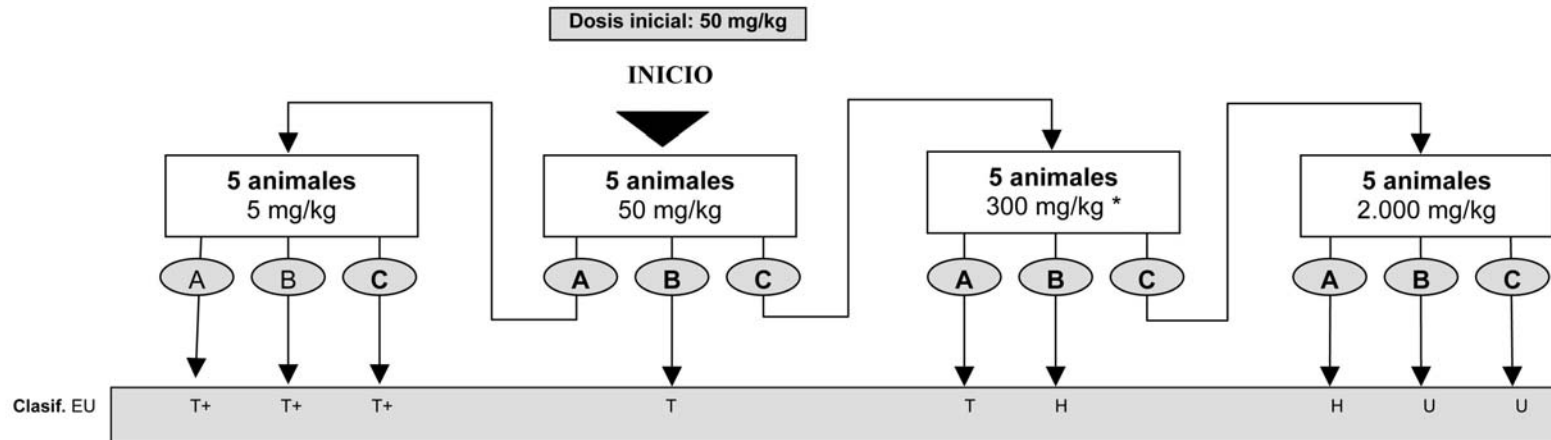 Dosis inicial: 50 mg/kg
INICIO
5 animales
5 mg/kg
5 animales
50 mg/kg
5 animales
300 mg/kg *
5 animales
2.000 mg/kg
A B C A B C A B C A B C
Clasif. EU T+ T+ T+ T T H H U U